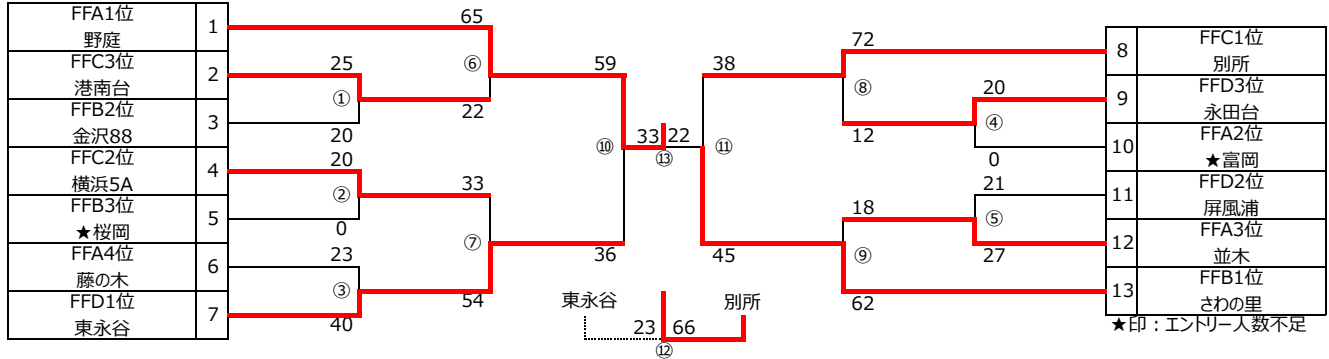 FFA1位
野庭
1
FFC3位
港南台
2
FFB2位
金沢88
3
FFC2位
横浜5A
4
FFB3位
★桜岡
5
FFA4位
藤の木
6
FFD1位
東永谷
7
65
25
⑥
①
22
20
20
②
33
0
⑦
23
③
54
40
59
⑩
36
33
22
⑬
38
⑪
45
東永谷
別所
23
66
⑫
72
⑧
20
12
④
0
21
18
⑤
27
⑨
62
8
FFC1位
別所
9
FFD3位
永田台
10
FFA2位
★富岡
11
FFD2位
屏風浦
12
FFA3位
並木
13
FFB1位
さわの里
★印：エントリー人数不足